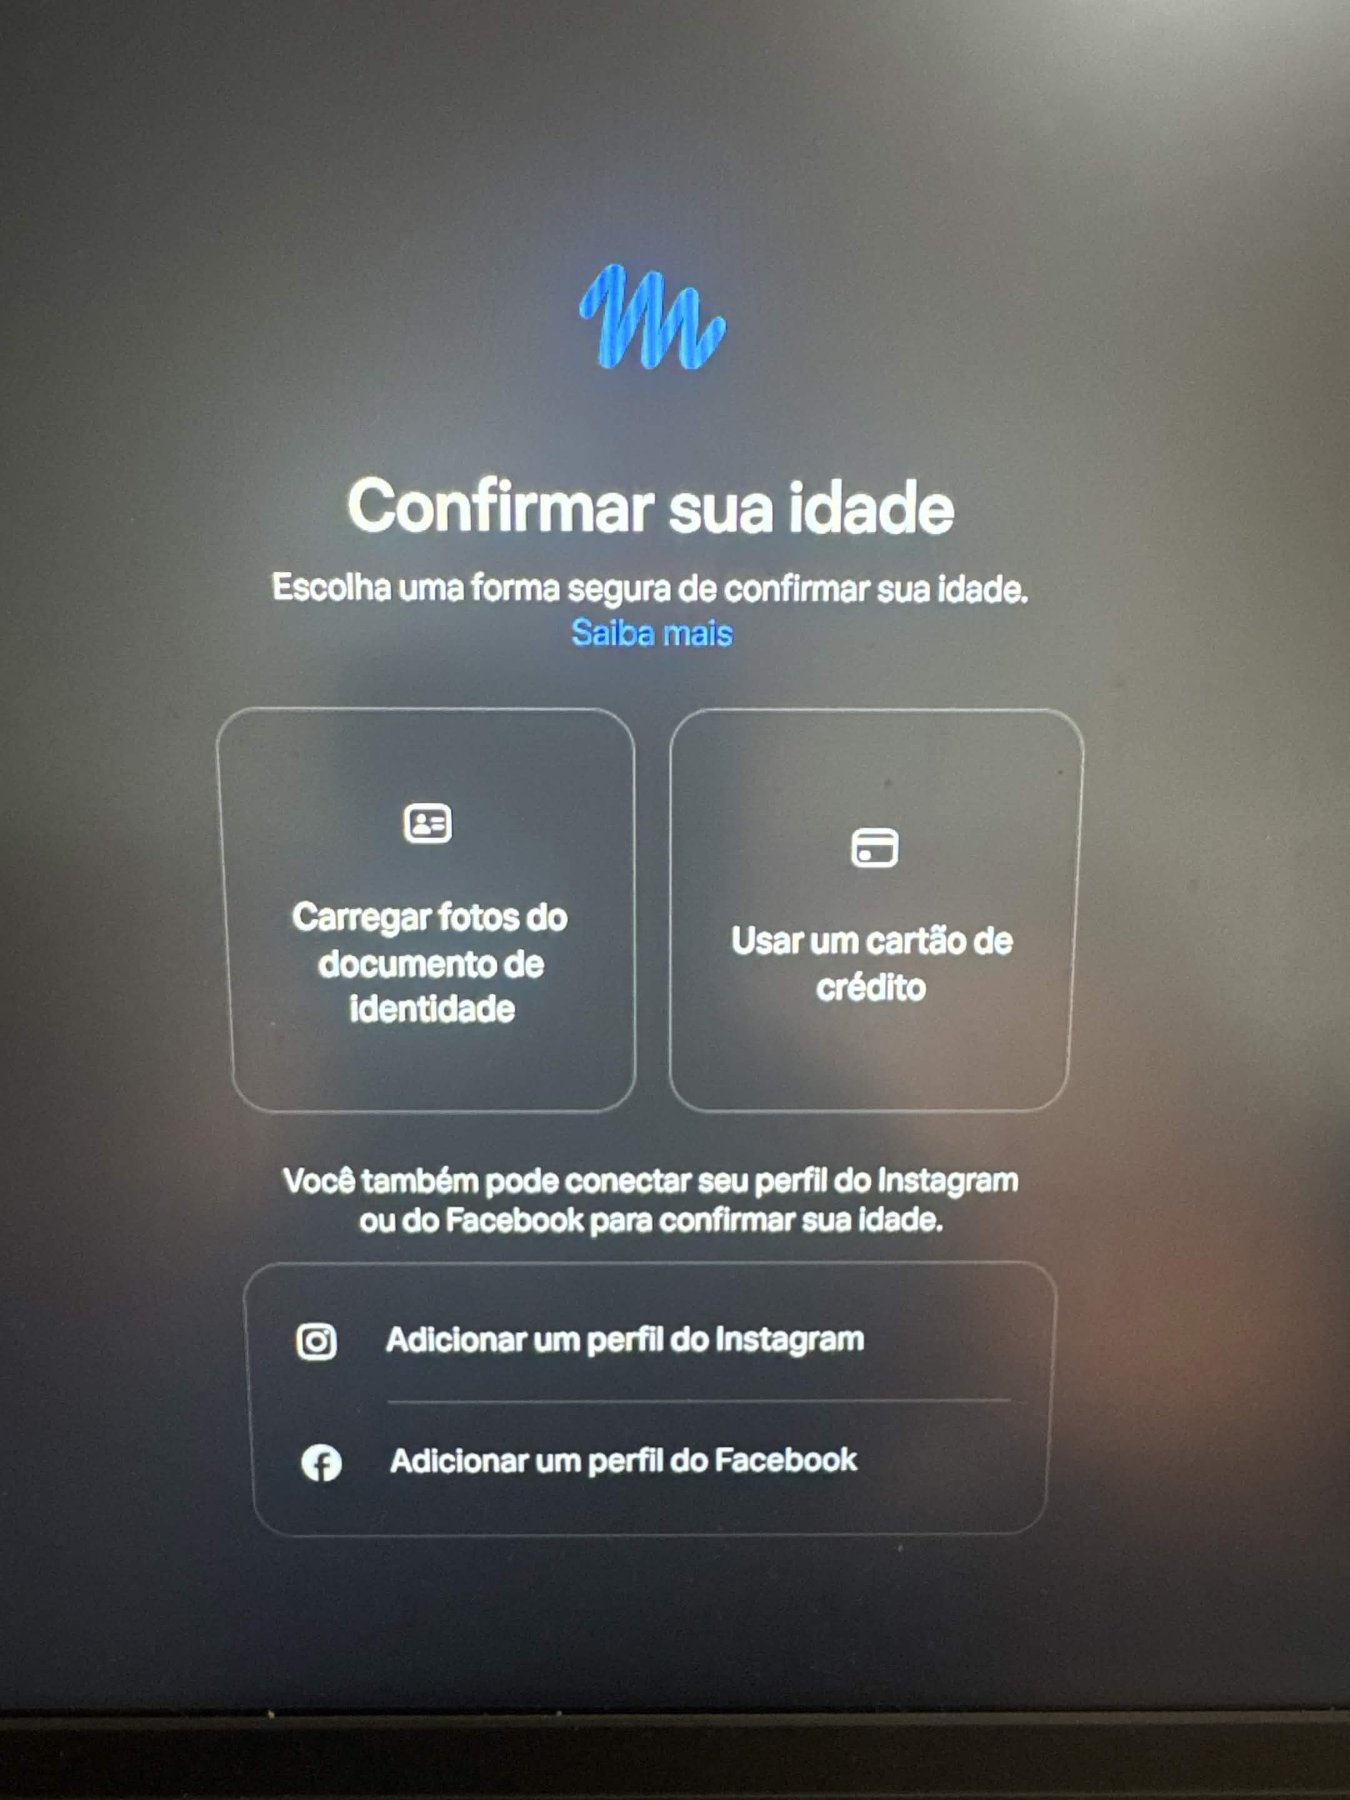 Confirmar sua idade
Escolha uma forma segura de confirmar sua idade.
Saiba mais
Carregar fotos do
documento de
identidade
Usar um cartão de
crédito
Você também pode conectar seu perfil do Instagram
ou do Facebook para confirmar sua idade.
Adicionar um perfil do Instagram
Adicionar um perfil do Facebook